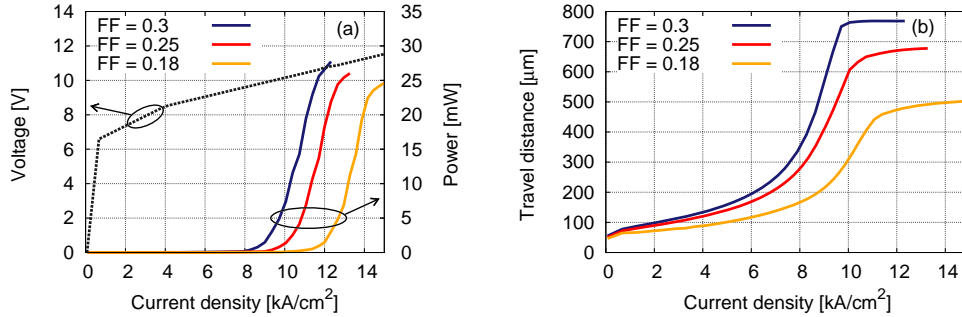 (a)
FF = 0.3
FF = 0.25
FF = 0.18
Voltage [V]
14
12
10
8
6
4
2
0
Power [mW]
35
30
25
20
15
10
5
0
0 2 4 6 8 10 12 14
Current density [kA/cm²]
(b)
FF = 0.3
FF = 0.25
FF = 0.18
Travel distance [µm]
800
700
600
500
400
300
200
100
0
0 2 4 6 8 10 12 14
Current density [kA/cm²]